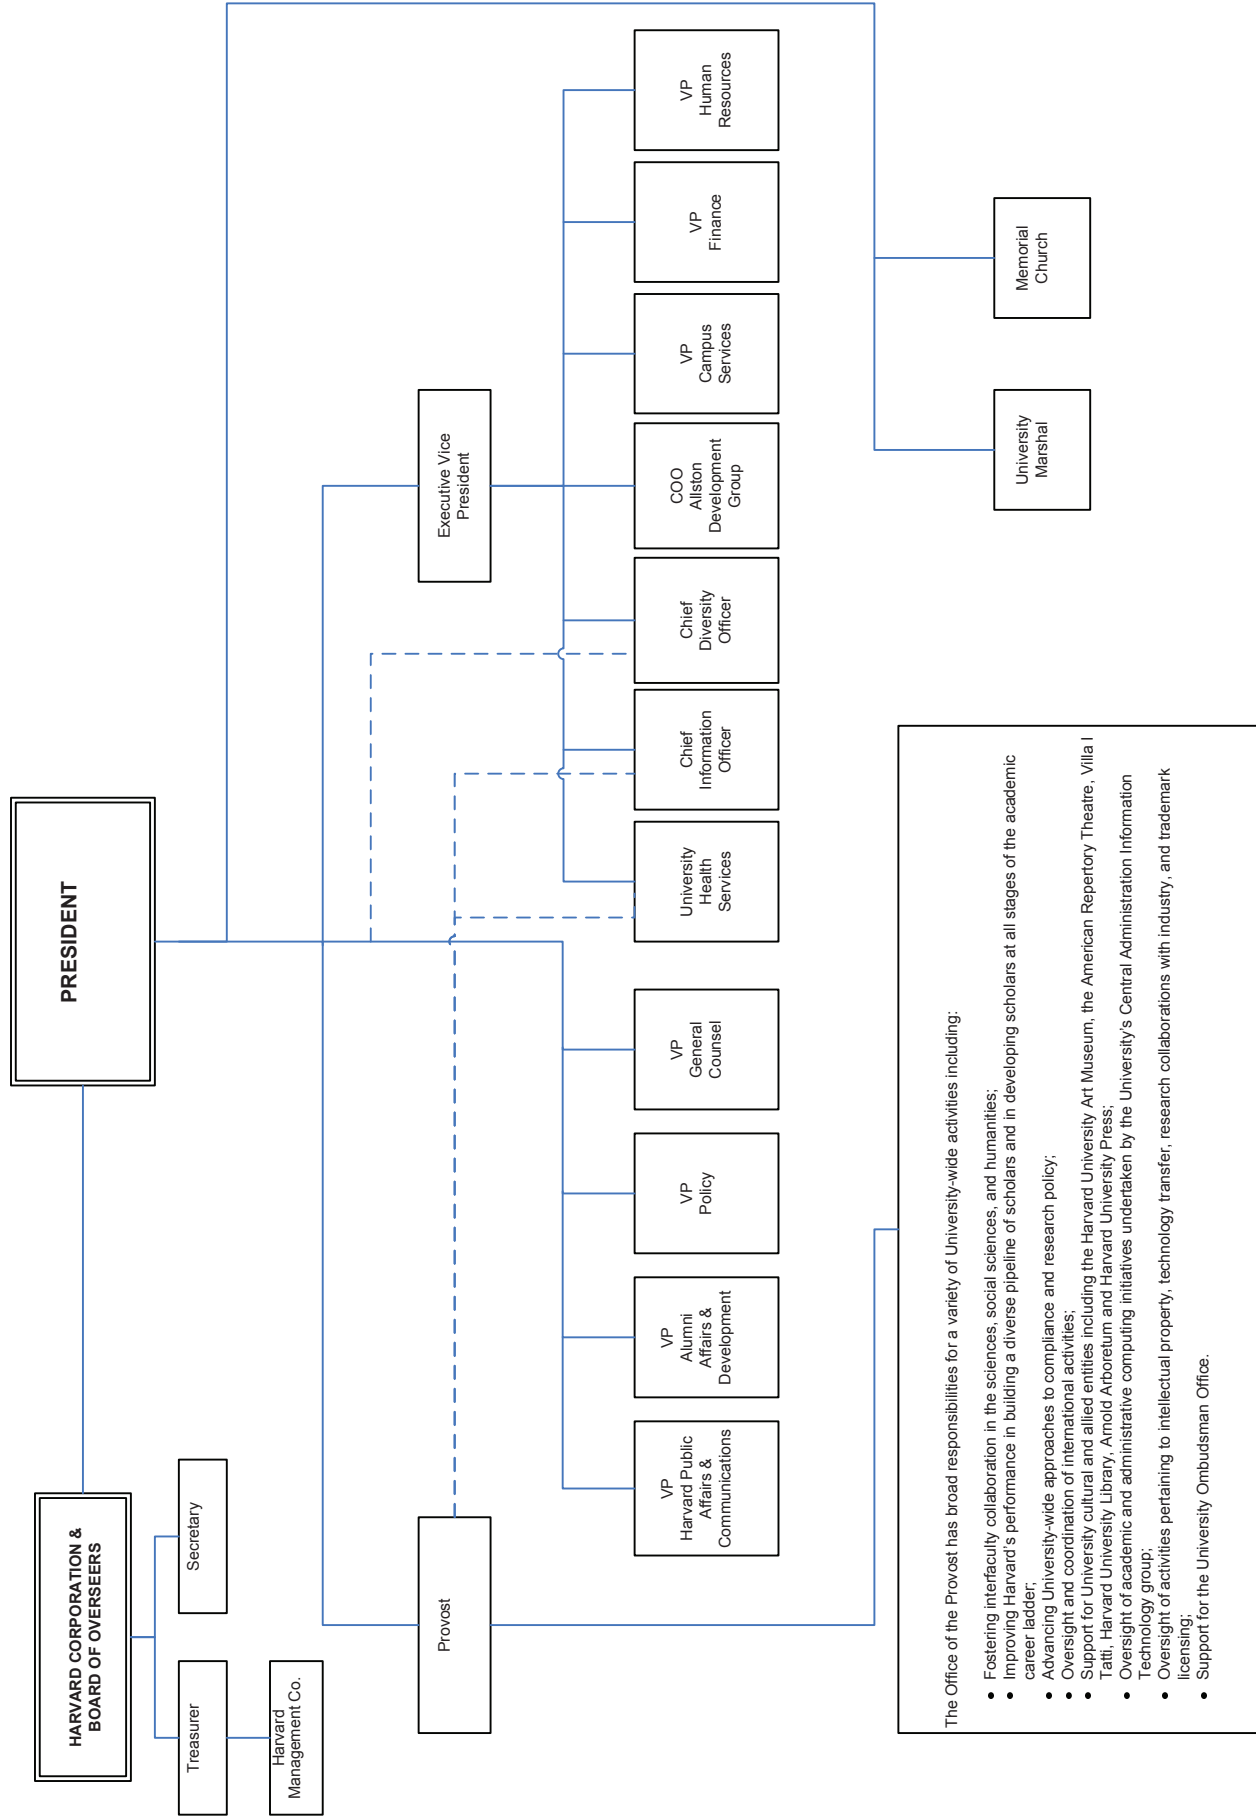 PRESIDENT
HARVARD CORPORATION &
BOARD OF OVERSEERS
Treasurer
Secretary
Harvard
Management Co.
Provost
Executive Vice
President
VP
Harvard Public
Affairs &
Communications
VP
Alumni
Affairs &
Development
VP
Policy
VP
General
Counsel
University
Health
Services
Chief
Information
Officer
Chief
Diversity
Officer
COO
Allston
Development
Group
VP
Campus
Services
VP
Finance
VP
Human
Resources
University
Marshal
Memorial
Church
The Office of the Provost has broad responsibilities for a variety of University-wide activities including:
• Fostering interfaculty collaboration in the sciences, social sciences, and humanities;
• Improving Harvard's performance in building a diverse pipeline of scholars and in developing scholars at all stages of the academic
career ladder;
• Advancing University-wide approaches to compliance and research policy;
• Oversight and coordination of international activities;
• Support for University cultural and allied entities including the Harvard University Art Museum, the American Repertory Theatre, Villa I
Tatti, Harvard University Library, Arnold Arboretum and Harvard University Press;
• Oversight of academic and administrative computing initiatives undertaken by the University's Central Administration Information
Technology group;
• Oversight of activities pertaining to intellectual property, technology transfer, research collaborations with industry, and trademark
licensing;
• Support for the University Ombudsman Office.